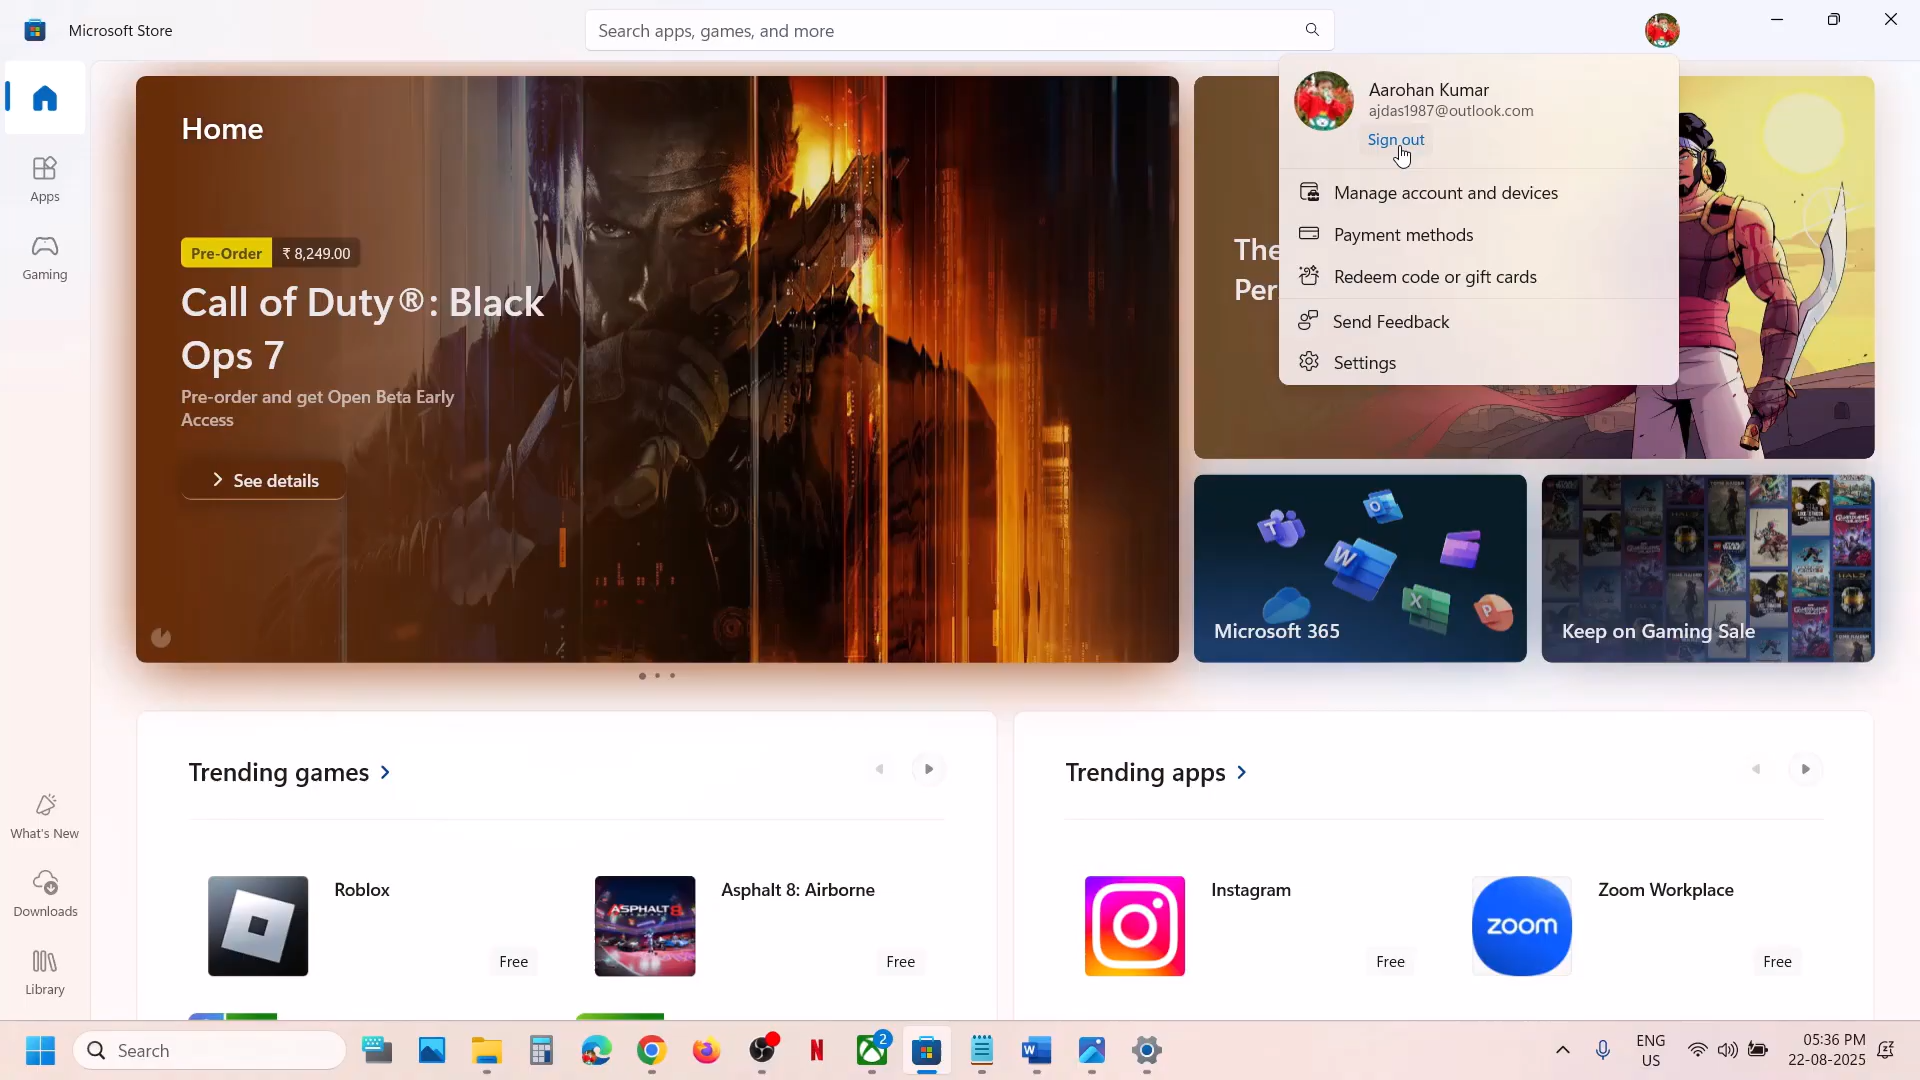 Microsoft Store
Search apps, games, and more
Home
Apps
Gaming
What's New
Downloads
Library
Home
Pre-Order ₹ 8,249.00
Call of Duty®: Black
Ops 7
Pre-order and get Open Beta Early
Access
See details
The
Per
Aarohan Kumar
ajdas1987@outlook.com
Sign out
Manage account and devices
Payment methods
Redeem code or gift cards
Send Feedback
Settings
Microsoft 365
Keep on Gaming Sale
Trending games
Roblox
Free
ASPHALT 8
Asphalt 8: Airborne
Free
Trending apps
Instagram
Free
zoom
Zoom Workplace
Free
Search
2
ENG
US
05:36 PM
22-08-2025